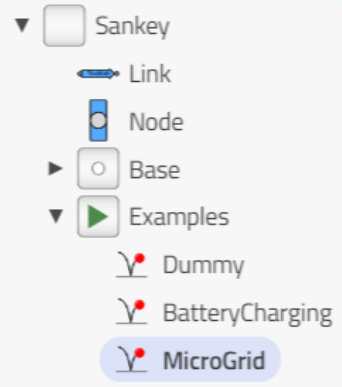 Sankey
Link
Node
Base
Examples
Dummy
BatteryCharging
MicroGrid